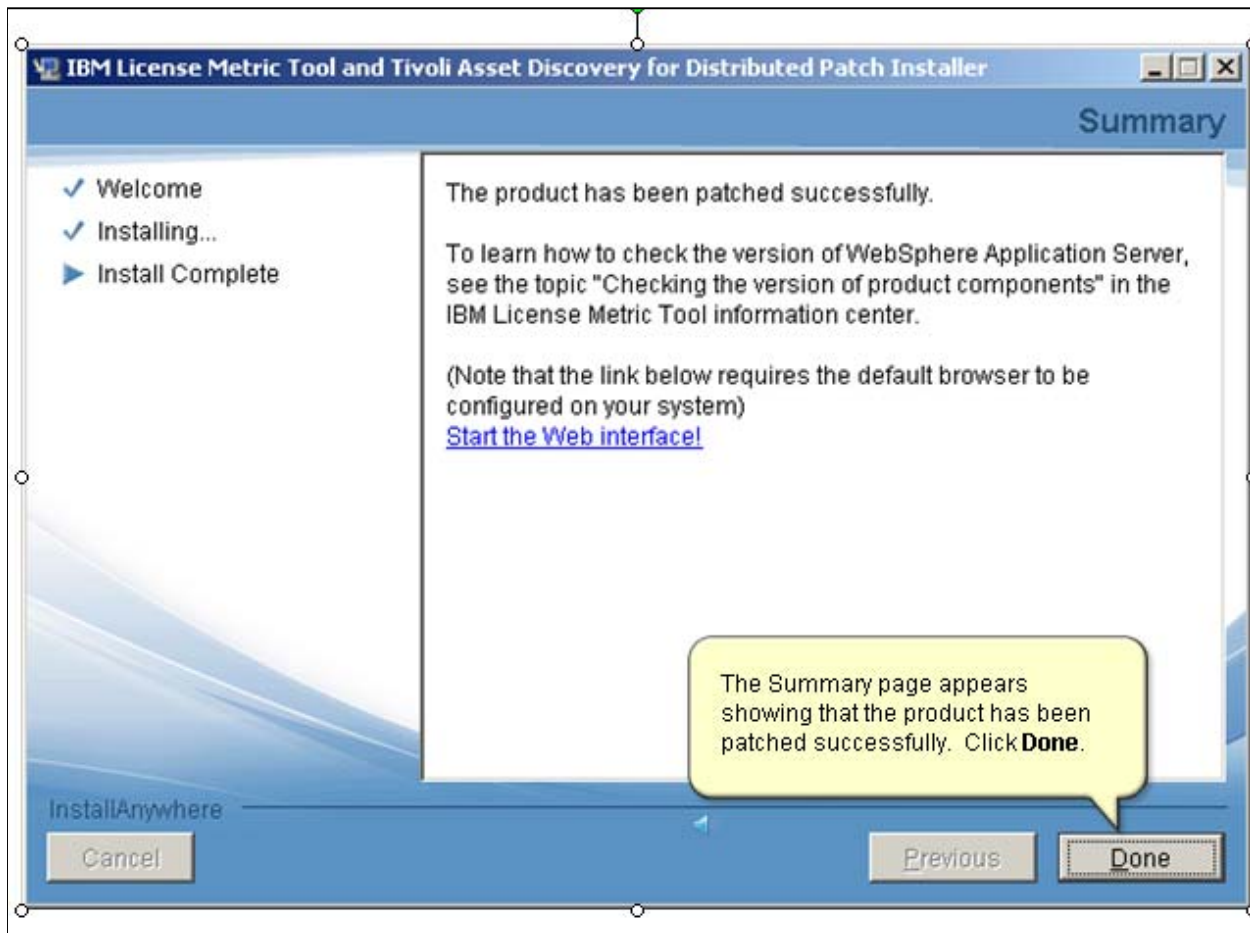 IBM License Metric Tool and Tivoli Asset Discovery for Distributed Patch Installer
Summary
Welcome
Installing...
Install Complete
The product has been patched successfully.
To learn how to check the version of WebSphere Application Server,
see the topic "Checking the version of product components" in the
IBM License Metric Tool information center.
(Note that the link below requires the default browser to be
configured on your system)
Start the Web interface!
The Summary page appears
showing that the product has been
patched successfully. Click Done.
InstallAnywhere
Cancel
Previous
Done